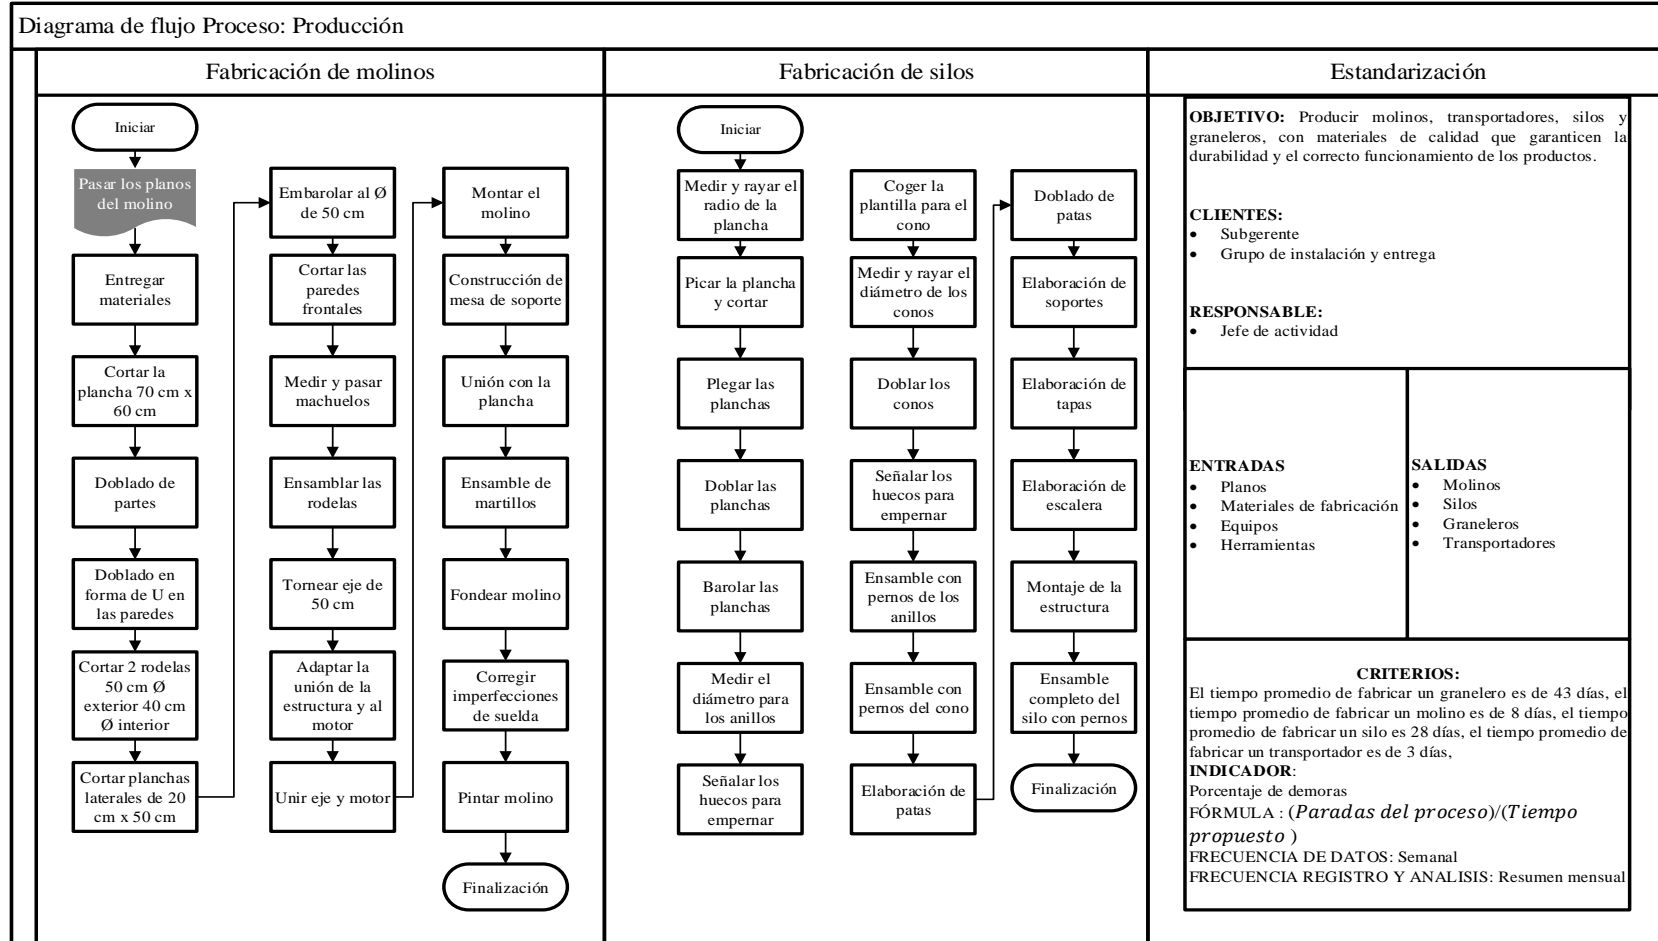 Diagrama de flujo Proceso: Producción
Fabricación de molinos
Iniciar
Pasar los planos
del molino
Entregar
materiales
Cortar la
plancha 70 cm x
60 cm
Doblado de
partes
Doblado en
forma de U en
las paredes
Cortar 2 rodelas
50 cm Ø
exterior 40 cm
Ø interior
Cortar planchas
laterales de 20
cm x 50 cm
Embarolar al Ø
de 50 cm
Cortar las
paredes
frontales
Medir y pasar
machuelos
Ensamblar las
rodelas
Tornear eje de
50 cm
Adaptar la
unión de la
estructura y al
motor
Unir eje y motor
Montar el
molino
Construcción de
mesa de soporte
Unión con la
plancha
Ensamble de
martillos
Fondear molino
Corregir
imperfecciones
de suelda
Pintar molino
Finalización
Fabricación de silos
Iniciar
Medir y rayar el
radio de la
plancha
Picar la plancha
y cortar
Plegar las
planchas
Doblar las
planchas
Barolar las
planchas
Medir el
diámetro para
los anillos
Señalar los
huecos para
empernar
Coger la
plantilla para el
cono
Medir y rayar el
diámetro de los
conos
Doblar los
conos
Señalar los
huecos para
empernar
Ensamble con
pernos de los
anillos
Ensamble con
pernos del cono
Elaboración de
patas
Doblado de
patas
Elaboración de
soportes
Elaboración de
tapas
Elaboración de
escalera
Montaje de la
estructura
Ensamble
completo del
silo con pernos
Finalización
Estandarización
OBJETIVO: Producir molinos, transportadores, silos y
graneleros, con materiales de calidad que garanticen la
durabilidad y el correcto funcionamiento de los productos.
CLIENTES:
• Subgerente
• Grupo de instalación y entrega
RESPONSABLE:
• Jefe de actividad
ENTRADAS
• Planos
• Materiales de fabricación
• Equipos
• Herramientas
SALIDAS
• Molinos
• Silos
• Graneleros
• Transportadores
CRITERIOS:
El tiempo promedio de fabricar un granelero es de 43 días, el
tiempo promedio de fabricar un molino es de 8 días, el tiempo
promedio de fabricar un silo es 28 días, el tiempo promedio de
fabricar un transportador es de 3 días,
INDICADOR:
Porcentaje de demoras
FÓRMULA : (Paradas del proceso)/(Tiempo
propuesto )
FRECUENCIA DE DATOS: Semanal
FRECUENCIA REGISTRO Y ANALISIS: Resumen mensual